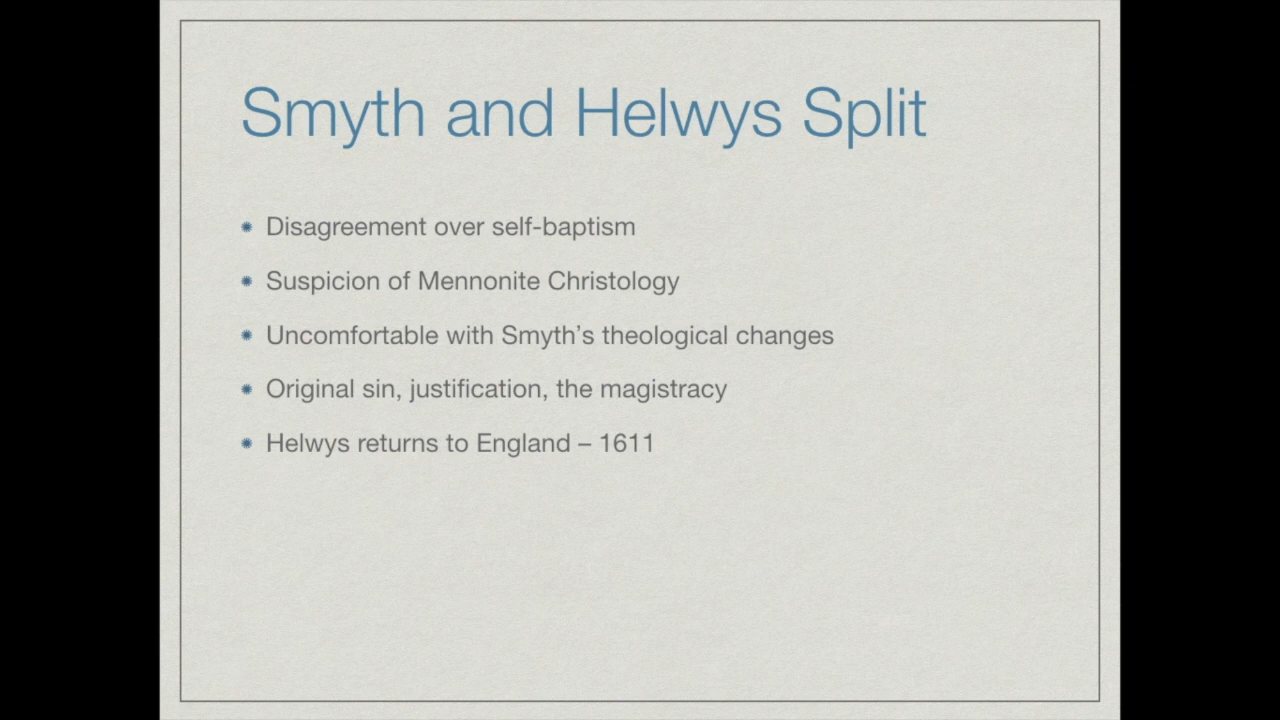 Smyth and Helwys Split
Disagreement over self-baptism
Suspicion of Mennonite Christology
Uncomfortable with Smyth’s theological changes
Original sin, justification, the magistracy
Helwys returns to England – 1611